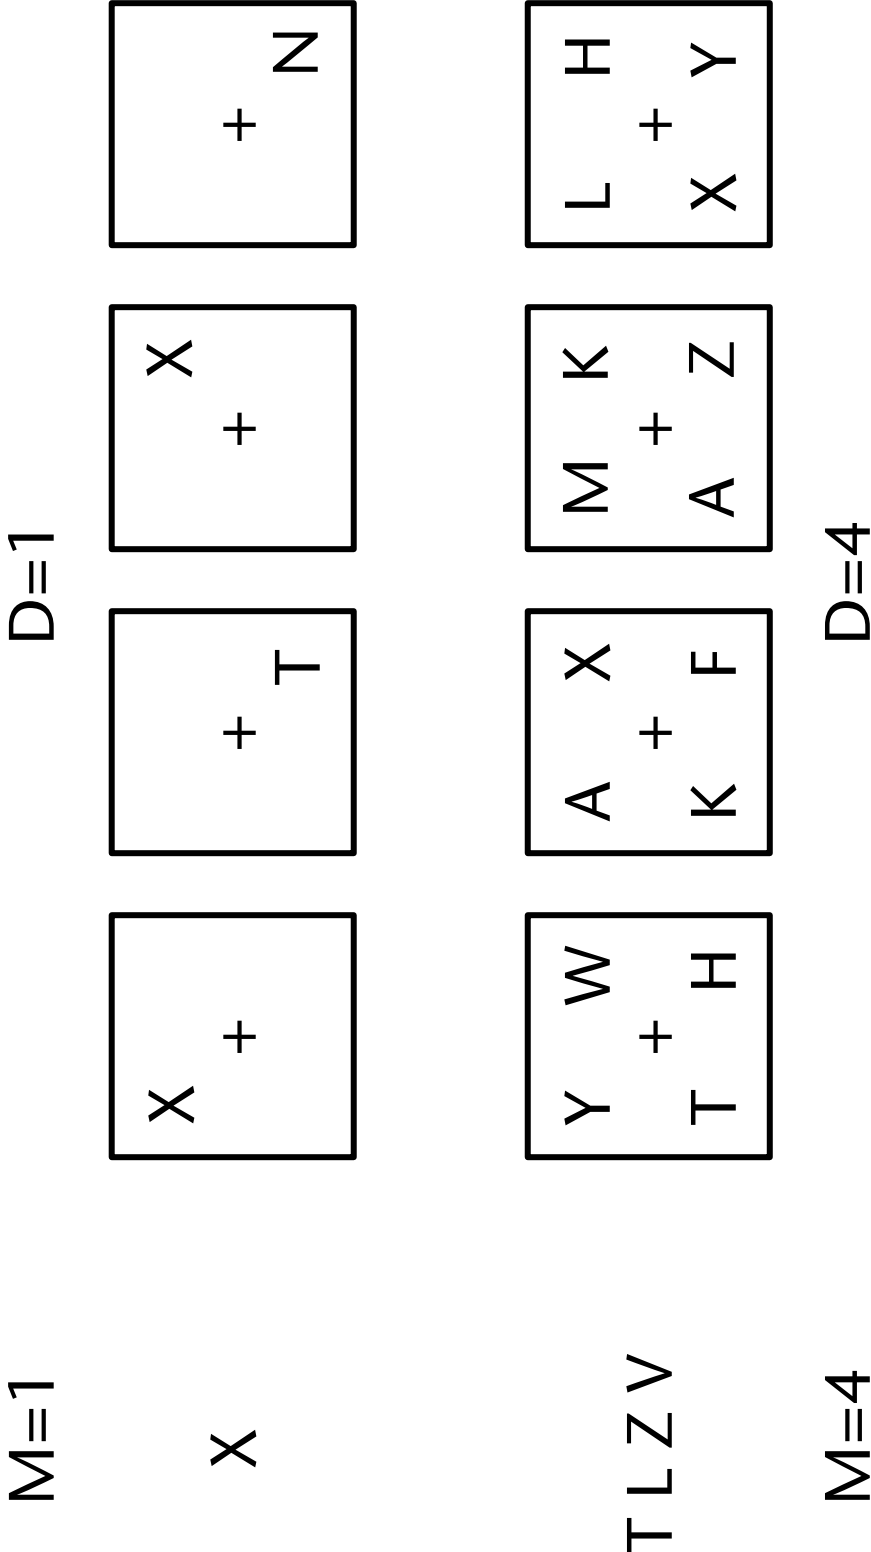 M=1 D=1
X X
X + + + +
T N
Y W A X M K L H
T L Z V + + + +
T H K F A Z X Y
M=4 D=4